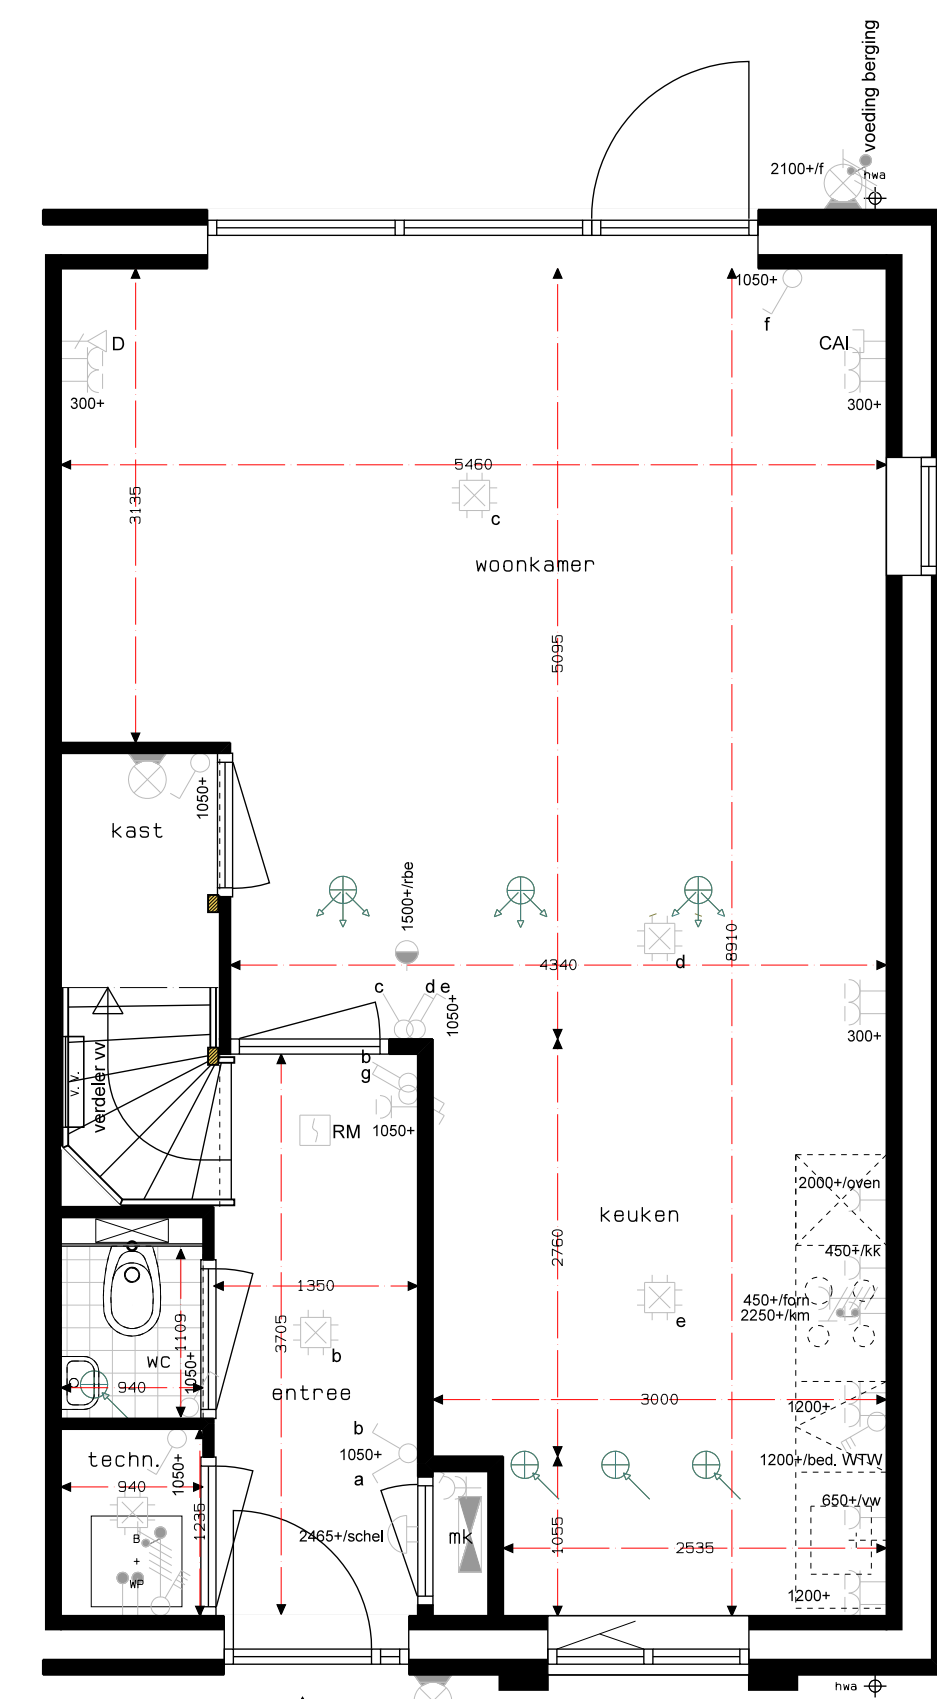 voeding berging
2100+/f
hwa
1050+
f
D
CAI
300+
300+
5460
3135
c
woonkamer
5095
1050+
kast
1500+/rbe
8910
4340
d
c
d e
1050+
300+
b
g
v.v.
verdeler vv
RM
1050+
2000+/oven
keuken
2760
450+/kk
1350
450+/forn
2250+/km
3705
e
1109
b
WC
1050+
940
entree
3000
1200+
b
1050+
techn.
a
1200+/bed. WTW
1050+
940
650+/vw
1235
2465+/schel
mk
1055
2535
B
+
WP
1200+
hwa